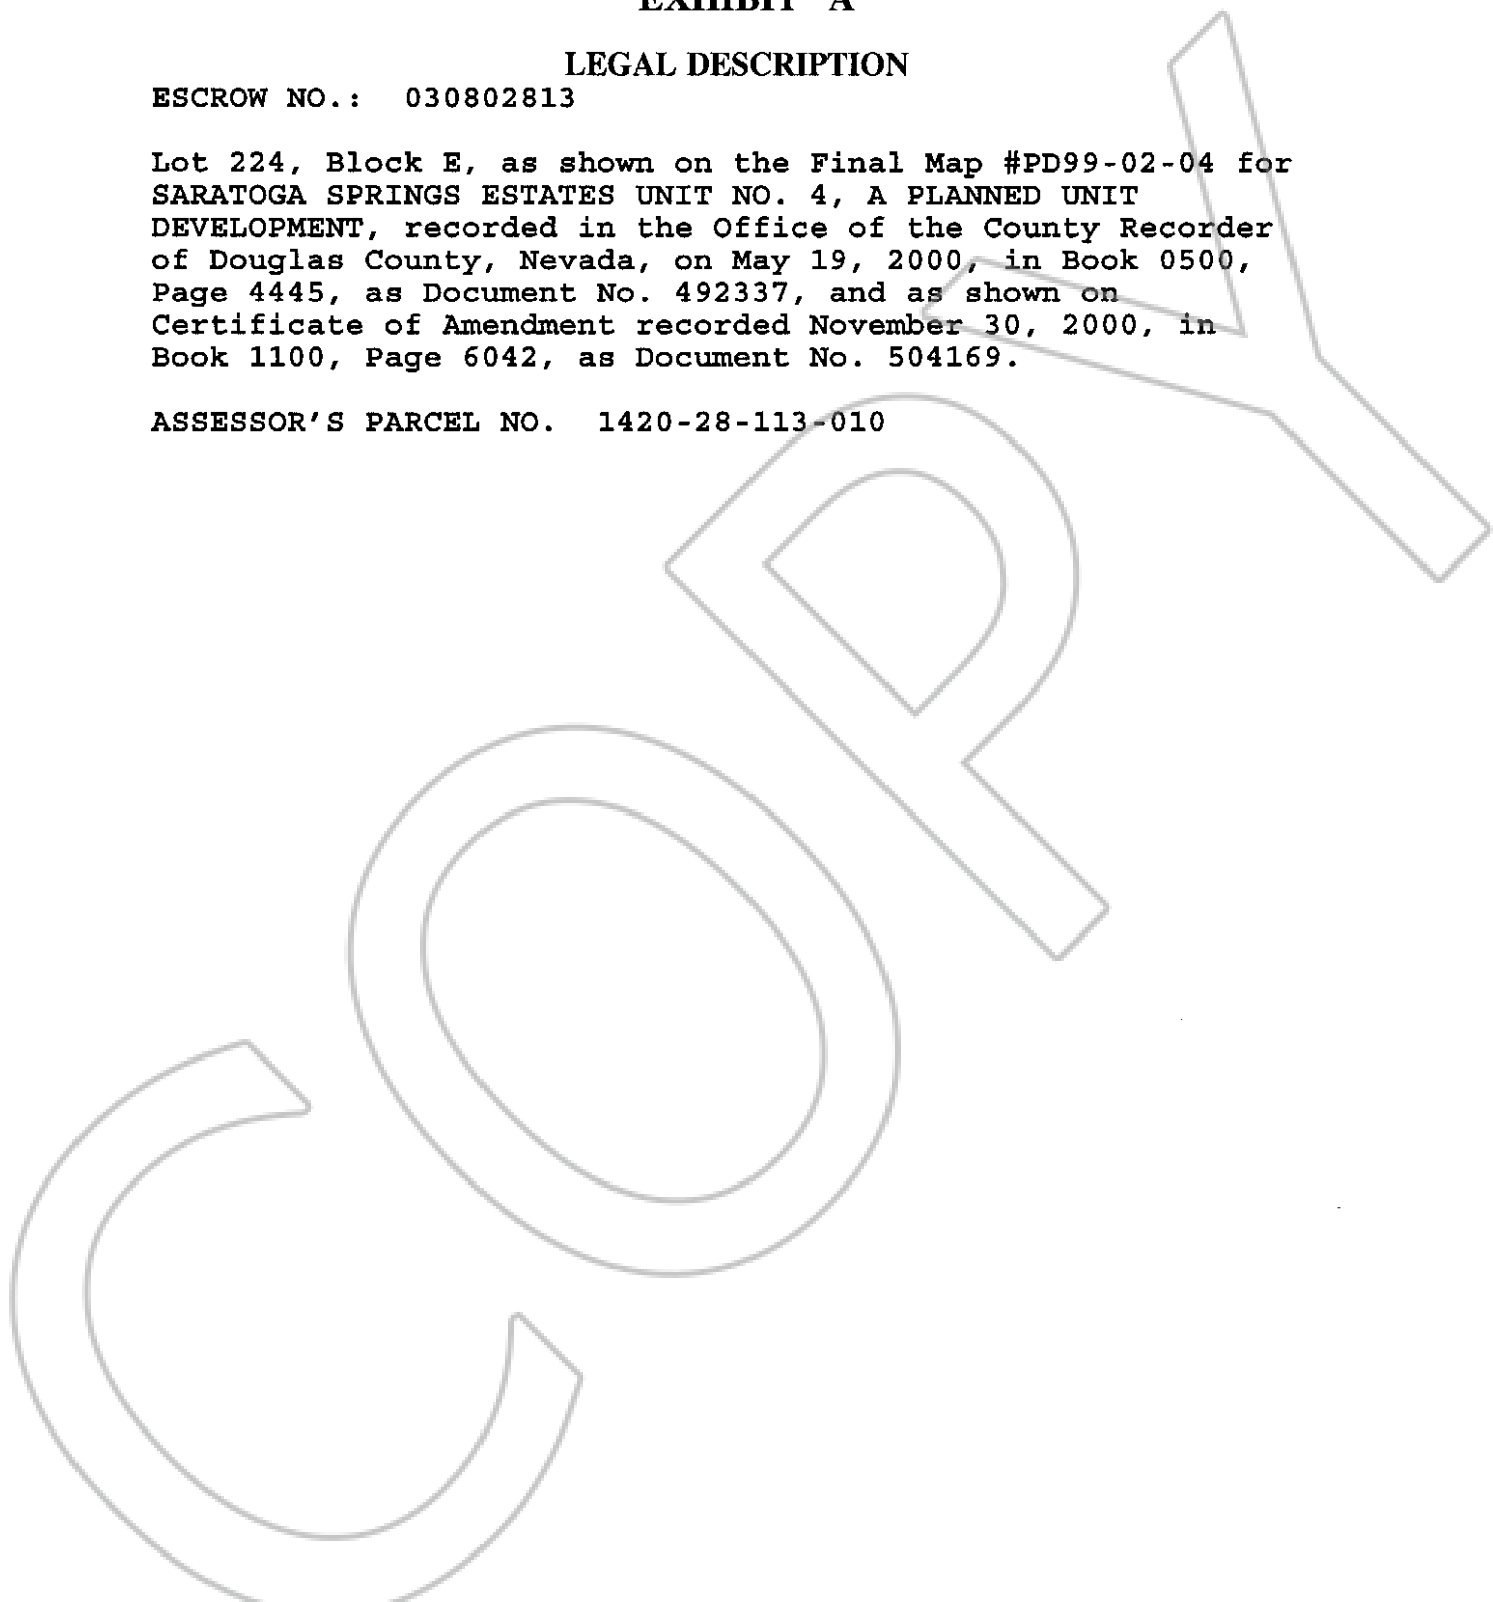 EXHIBIT "A"
LEGAL DESCRIPTION
ESCROW NO.: 030802813
Lot 224, Block E, as shown on the Final Map #PD99-02-04 for
SARATOGA SPRINGS ESTATES UNIT NO. 4, A PLANNED UNIT
DEVELOPMENT, recorded in the Office of the County Recorder
of Douglas County, Nevada, on May 19, 2000, in Book 0500,
Page 4445, as Document No. 492337, and as shown on
Certificate of Amendment recorded November 30, 2000, in
Book 1100, Page 6042, as Document No. 504169.
ASSESSOR'S PARCEL NO. 1420-28-113-010
COPY